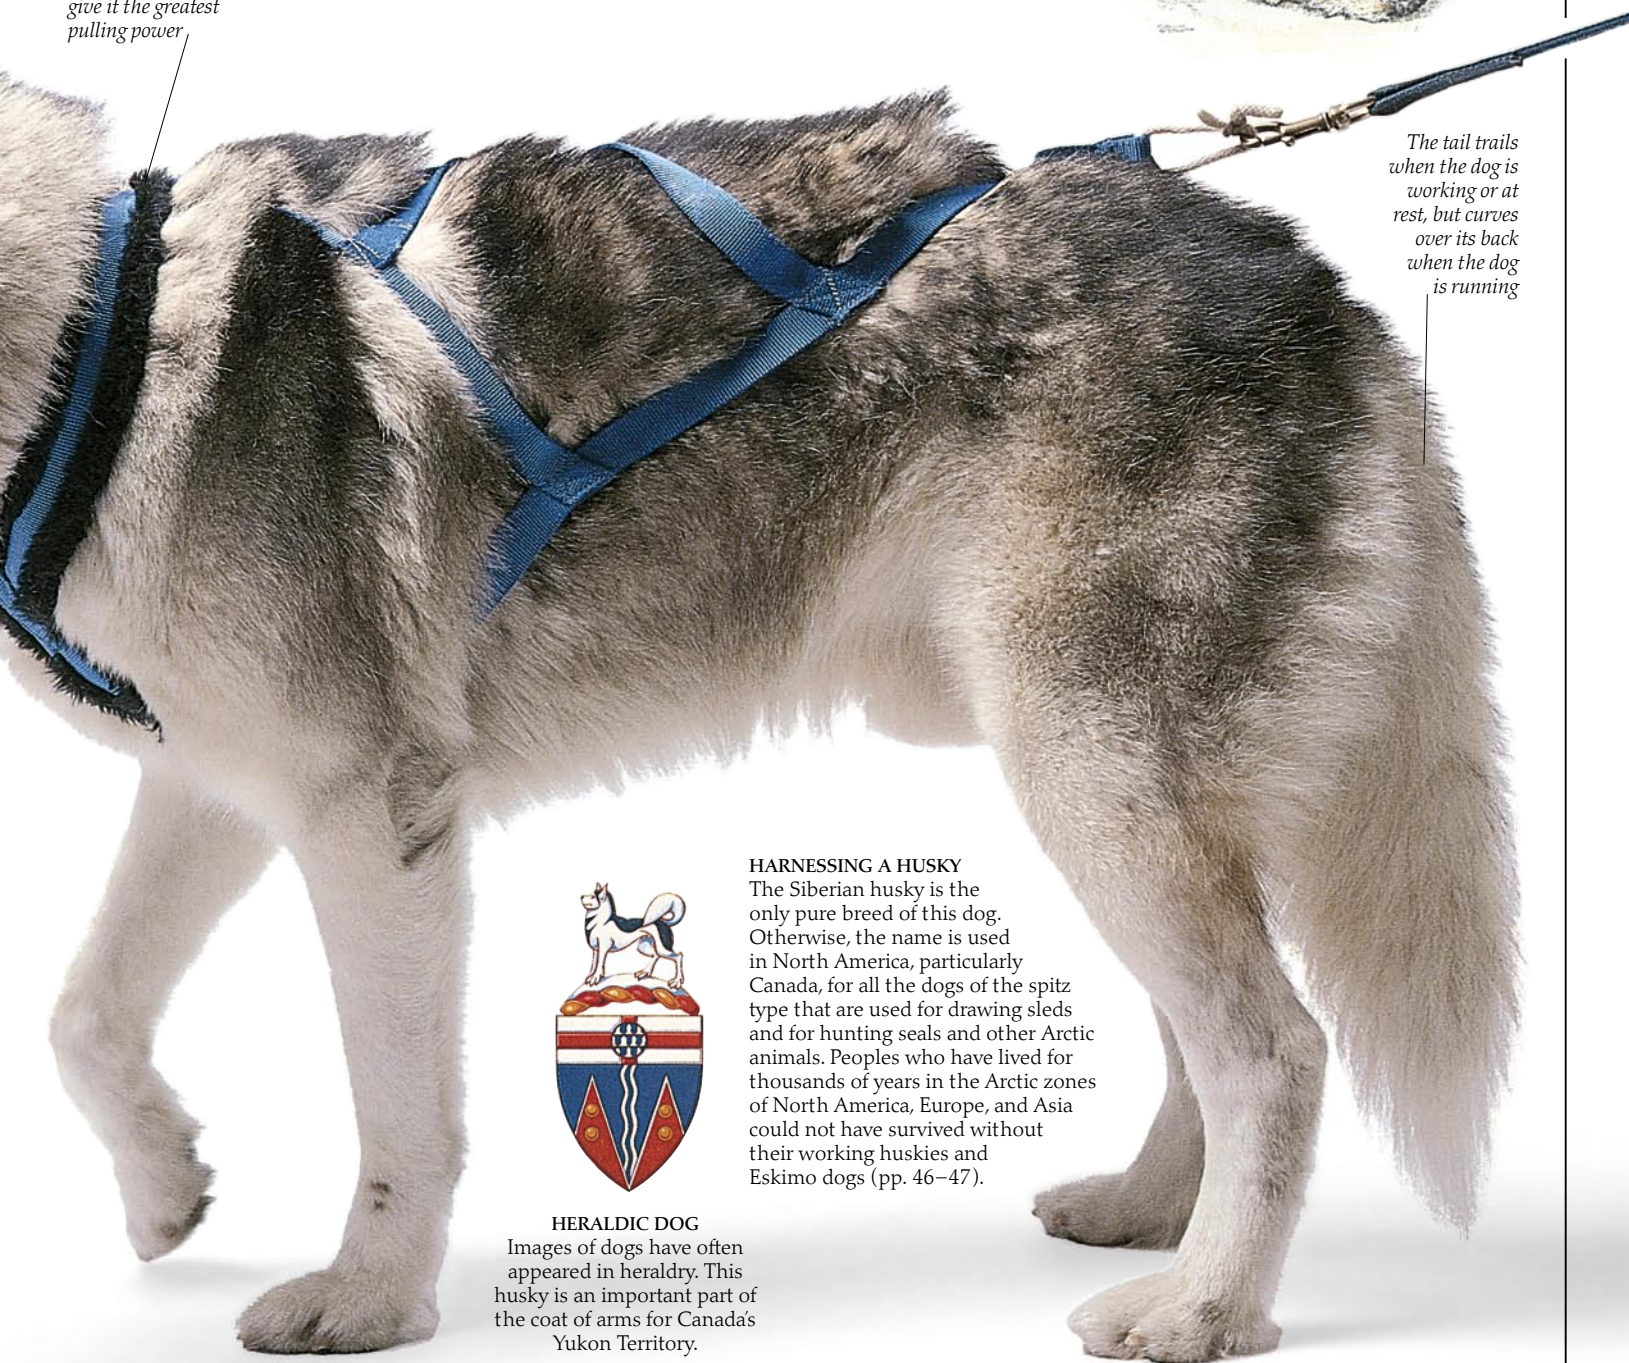 give it the greatest
pulling power
The tail trails
when the dog is
working or at
rest, but curves
over its back
when the dog
is running
HARNESSING A HUSKY
The Siberian husky is the
only pure breed of this dog.
Otherwise, the name is used
in North America, particularly
Canada, for all the dogs of the spitz
type that are used for drawing sleds
and for hunting seals and other Arctic
animals. Peoples who have lived for
thousands of years in the Arctic zones
of North America, Europe, and Asia
could not have survived without
their working huskies and
Eskimo dogs (pp. 46–47).
HERALDIC DOG
Images of dogs have often
appeared in heraldry. This
husky is an important part of
the coat of arms for Canada's
Yukon Territory.